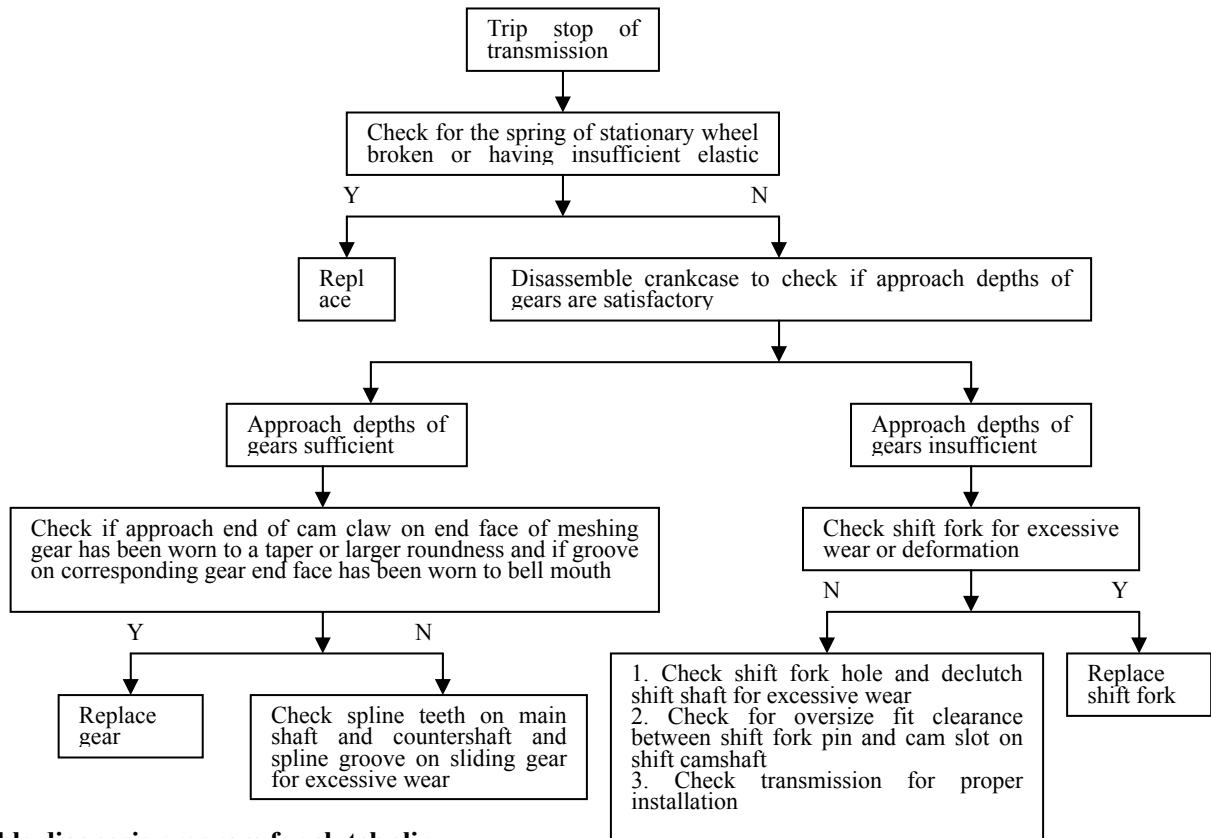 Trip stop of
transmission
Check for the spring of stationary wheel
broken or having insufficient elastic
Y
N
Repl
ace
Disassemble crankcase to check if approach depths of
gears are satisfactory
Approach depths of
gears sufficient
Approach depths of
gears insufficient
Check if approach end of cam claw on end face of meshing
gear has been worn to a taper or larger roundness and if groove
on corresponding gear end face has been worn to bell mouth
Check shift fork for excessive
wear or deformation
Y
N
N
Y
Replace
gear
Check spline teeth on main
shaft and countershaft and
spline groove on sliding gear
for excessive wear
1. Check shift fork hole and declutch
shift shaft for excessive wear
2. Check for oversize fit clearance
between shift fork pin and cam slot on
shift camshaft
3. Check transmission for proper
installation
Replace
shift fork